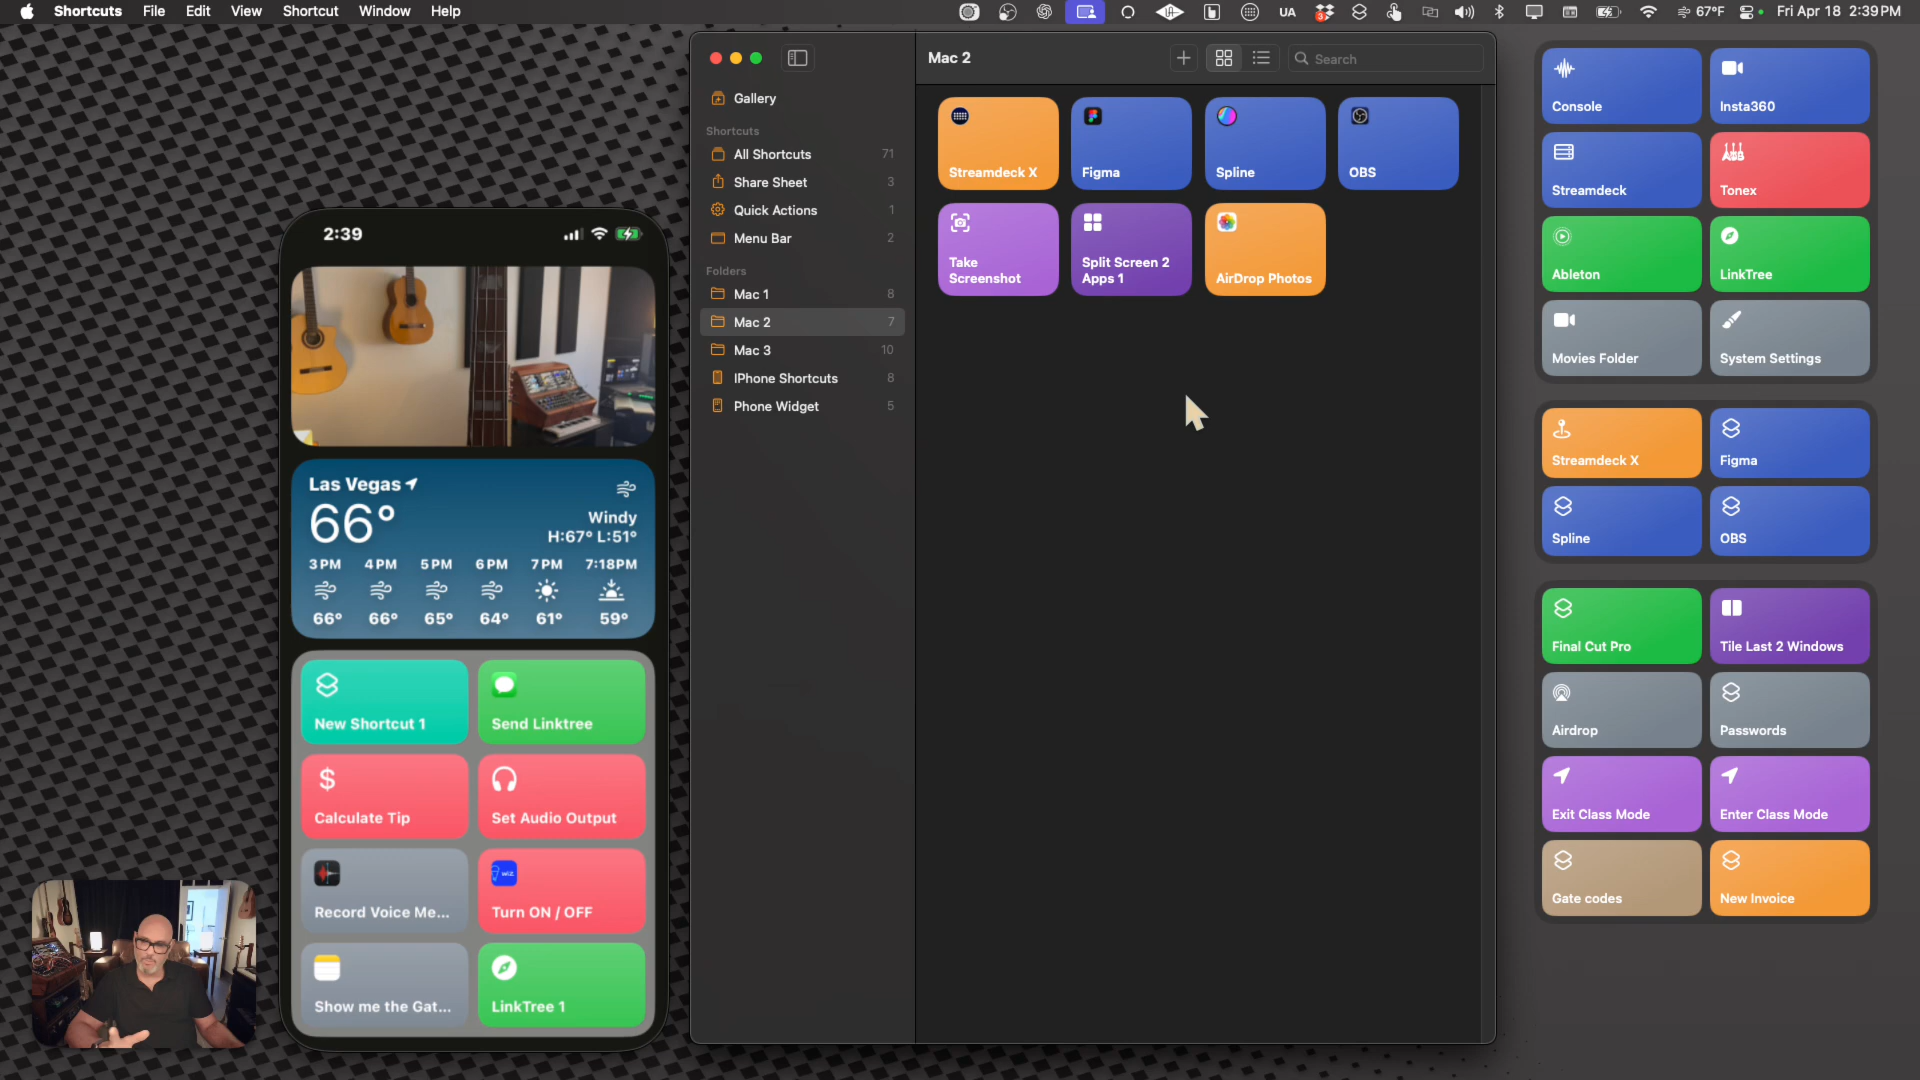 Shortcuts File Edit View Shortcut Window Help
UA 3 67°F Fri Apr 18 2:39PM
2:39
Las Vegas
66°
Windy
H:67° L:51°
3PM 4PM 5PM 6PM 7PM 7:18PM
66° 66° 65° 64° 61° 59°
New Shortcut 1
Send Linktree
$
Calculate Tip
Set Audio Output
Record Voice Me...
wiz
Turn ON / OFF
Show me the Gat...
LinkTree 1
Gallery
Shortcuts
All Shortcuts 71
Share Sheet 3
Quick Actions 1
Menu Bar 2
Folders
Mac 1 8
Mac 2 7
Mac 3 10
IPhone Shortcuts 8
Phone Widget 5
Mac 2
Search
Streamdeck X
Figma
Spline
OBS
Take
Screenshot
Split Screen 2
Apps 1
AirDrop Photos
Console
Insta360
Streamdeck
Tonex
Ableton
LinkTree
Movies Folder
System Settings
Streamdeck X
Figma
Spline
OBS
Final Cut Pro
Tile Last 2 Windows
Airdrop
Passwords
Exit Class Mode
Enter Class Mode
Gate codes
New Invoice